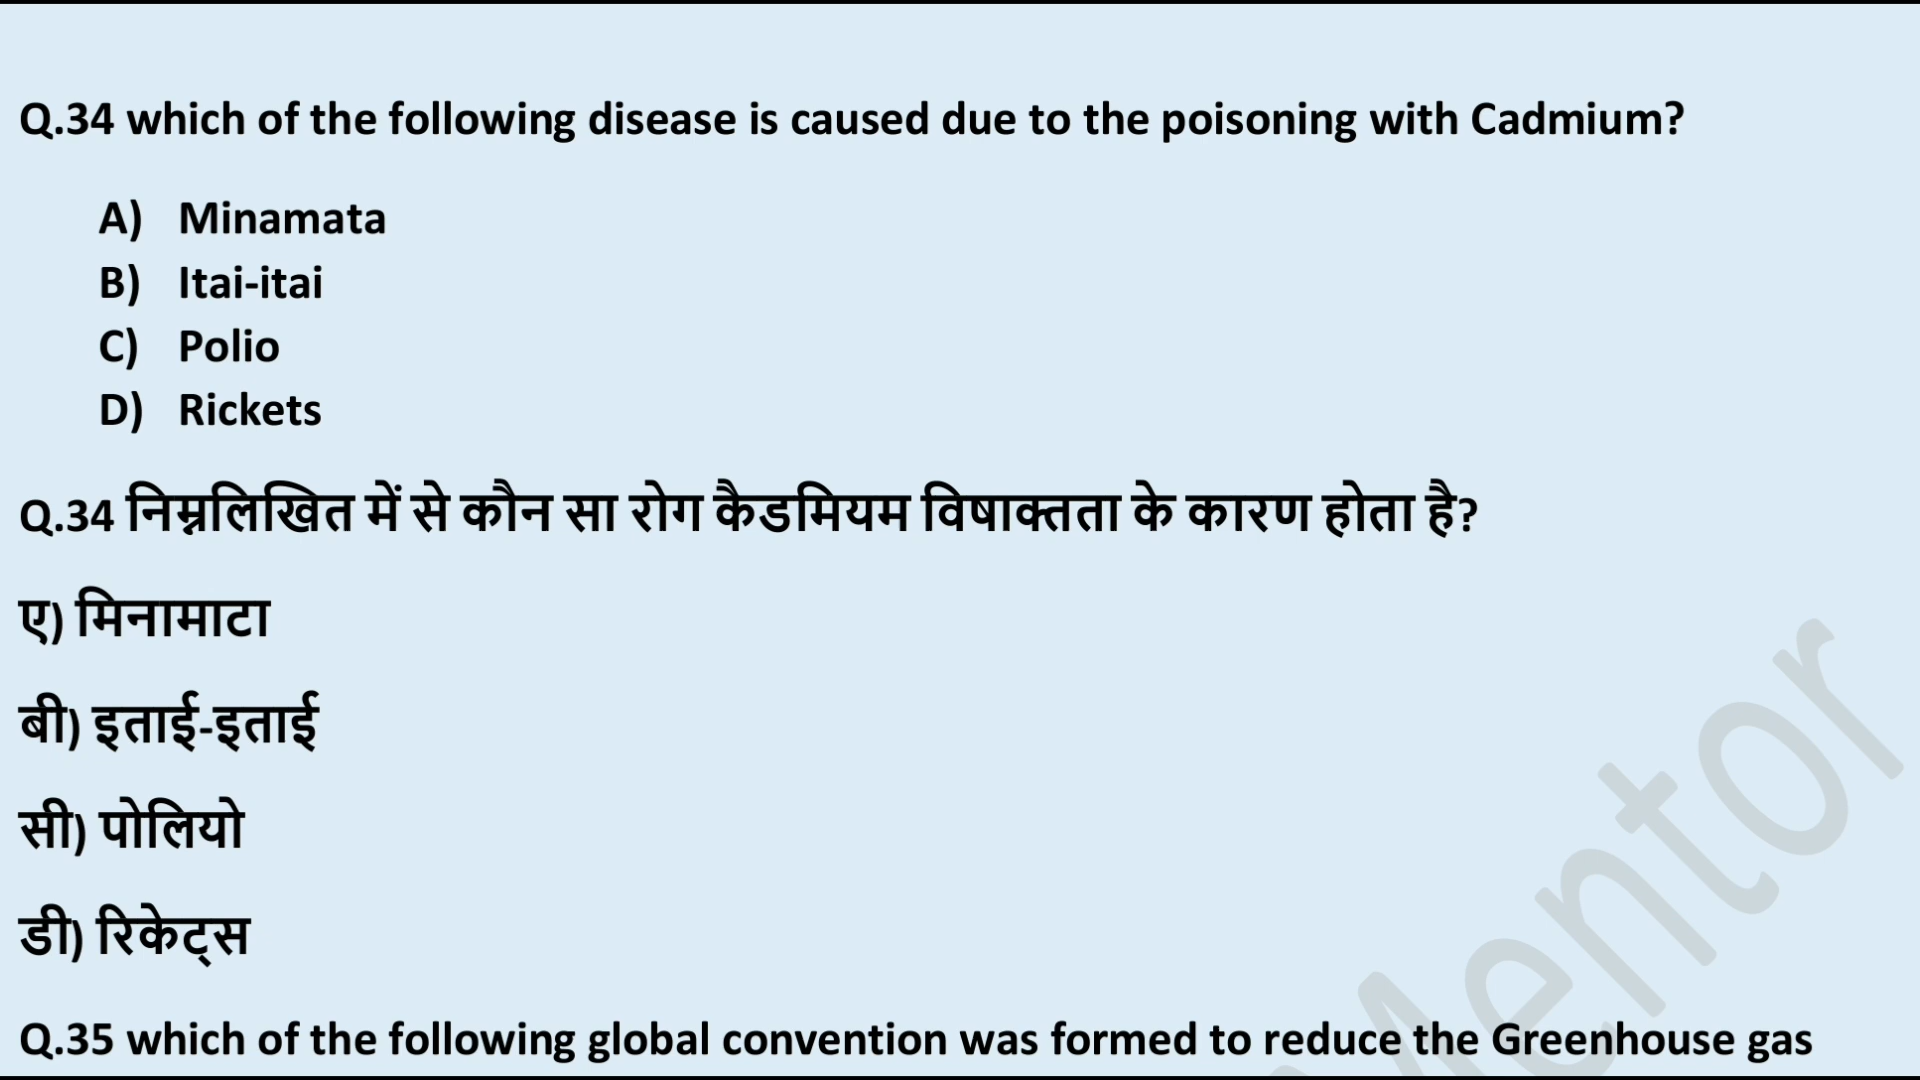 Q.34 which of the following disease is caused due to the poisoning with Cadmium?
A) Minamata
B) Itai-itai
C) Polio
D) Rickets
Q.34 निम्नलिखित में से कौन सा रोग कैडमियम विषाक्तता के कारण होता है?
ए) मिनामाटा
बी) इताई-इताई
सी) पोलियो
डी) रिकेट्स
Q.35 which of the following global convention was formed to reduce the Greenhouse gas
Mentor